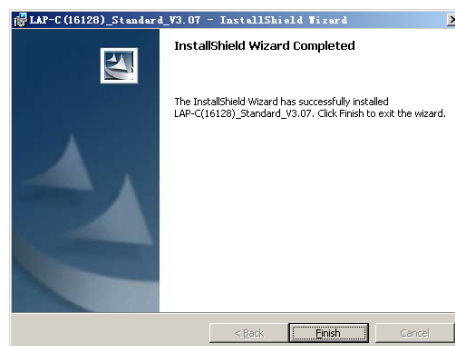 LAP-C(16128)_Standard_V3.07 - InstallShield Wizard
InstallShield Wizard Completed
The InstallShield Wizard has successfully installed
LAP-C(16128)_Standard_V3.07. Click Finish to exit the wizard.
< Back
Finish
Cancel